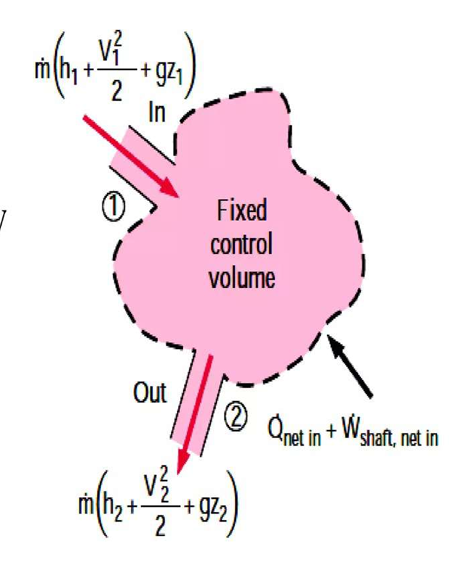 ṁ(h₁ + V₁²/2 + gz₁)
In
①
Fixed
control
volume
Out
②
Q̇net in + Ẇshaft, net in
ṁ(h₂ + V₂²/2 + gz₂)